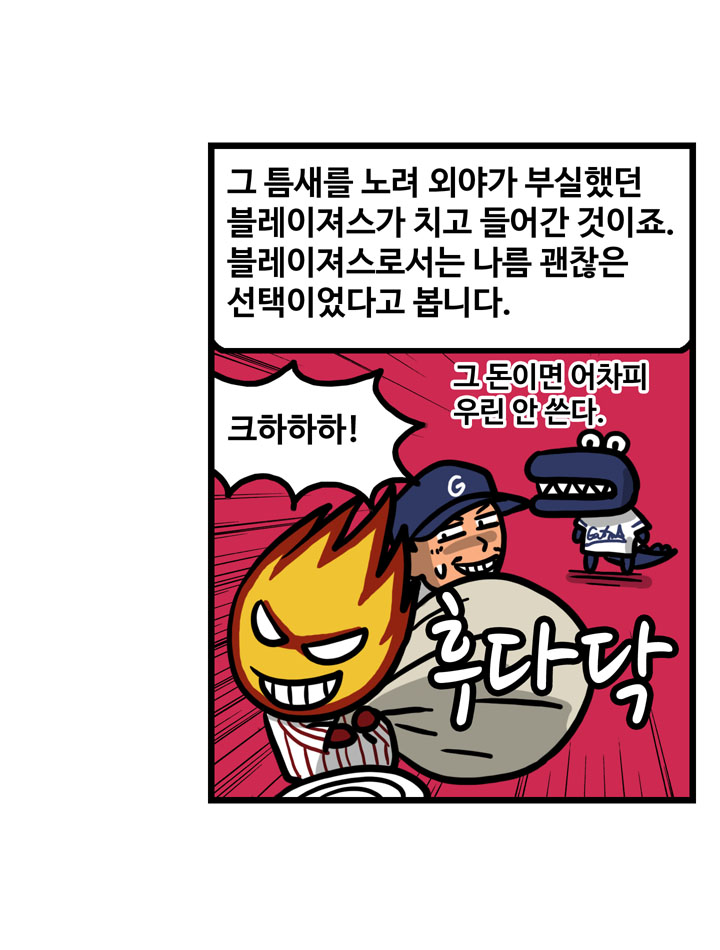 그 틈새를 노려 외야가 부실했던
블레이져스가 치고 들어간 것이죠.
블레이져스로서는 나름 괜찮은
선택이었다고 봅니다.
그 돈이면 어차피
우린 안 쓴다.
크하하하!
G
후다닥